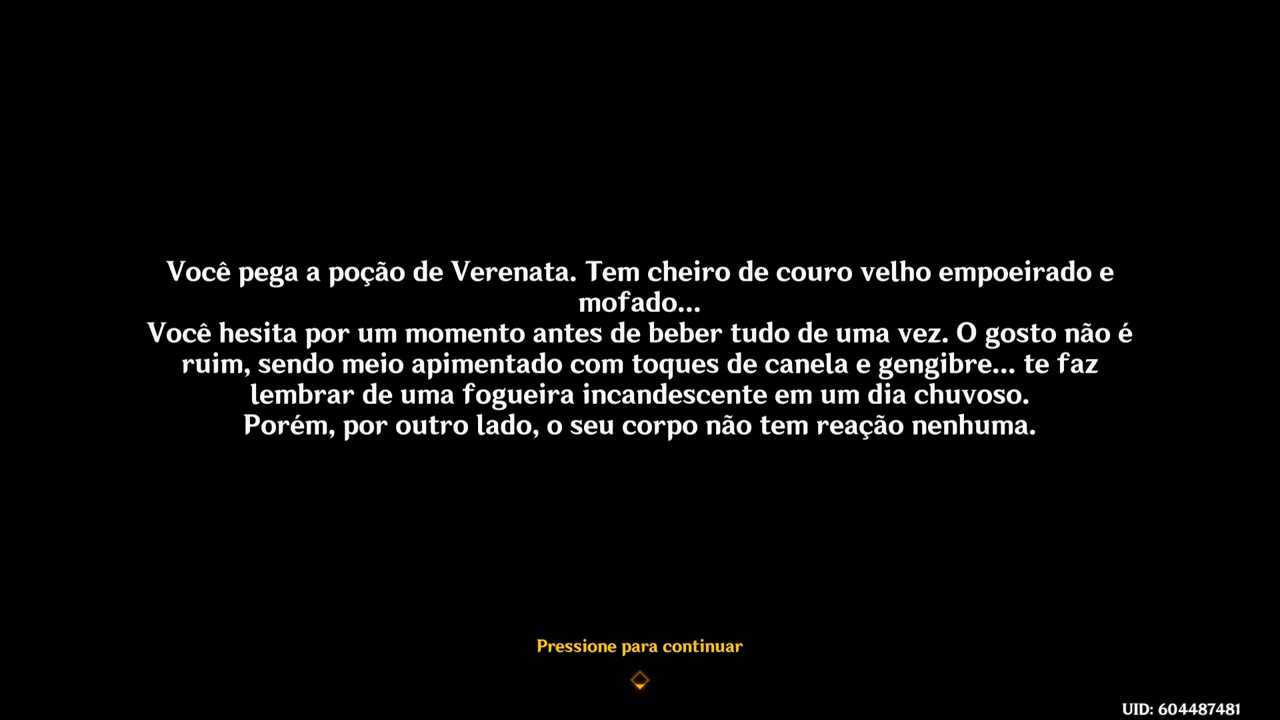 Você pega a poção de Verenata. Tem cheiro de couro velho empoeirado e
mofado...
Você hesita por um momento antes de beber tudo de uma vez. O gosto não é
ruim, sendo meio apimentado com toques de canela e gengibre... te faz
lembrar de uma fogueira incandescente em um dia chuvoso.
Porém, por outro lado, o seu corpo não tem reação nenhuma.
Pressione para continuar
UID: 604487481